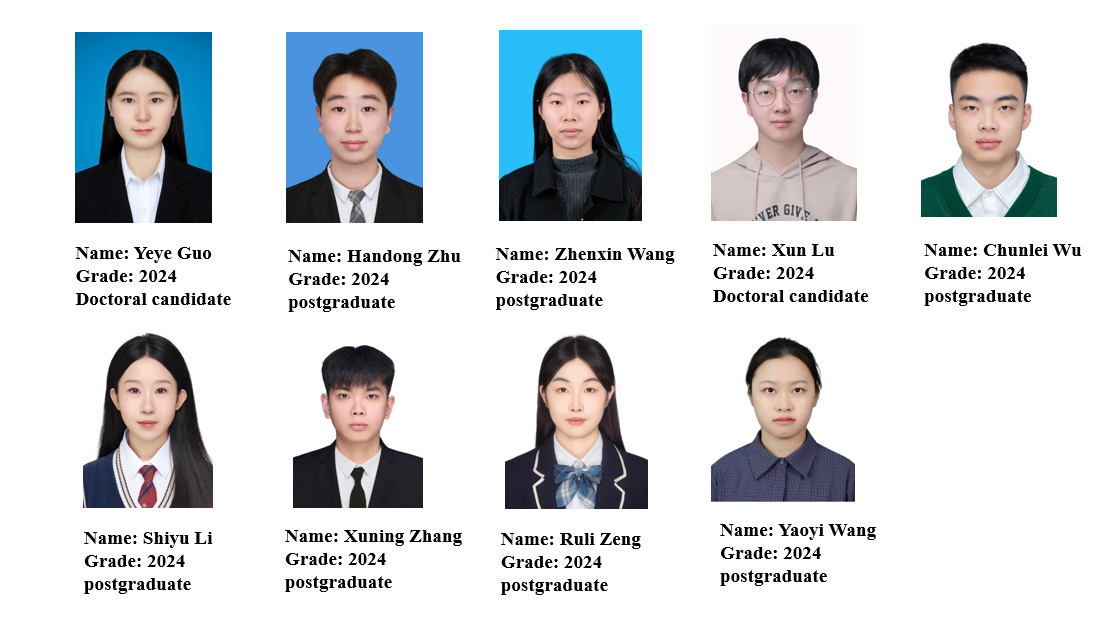 VER GIVE
Name: Yeye Guo
Grade: 2024
Doctoral candidate
Name: Handong Zhu
Grade: 2024
postgraduate
Name: Zhenxin Wang
Grade: 2024
postgraduate
Name: Xun Lu
Grade: 2024
Doctoral candidate
Name: Chunlei Wu
Grade: 2024
postgraduate
Name: Shiyu Li
Grade: 2024
postgraduate
Name: Xuning Zhang
Grade: 2024
postgraduate
Name: Ruli Zeng
Grade: 2024
postgraduate
Name: Yaoyi Wang
Grade: 2024
postgraduate